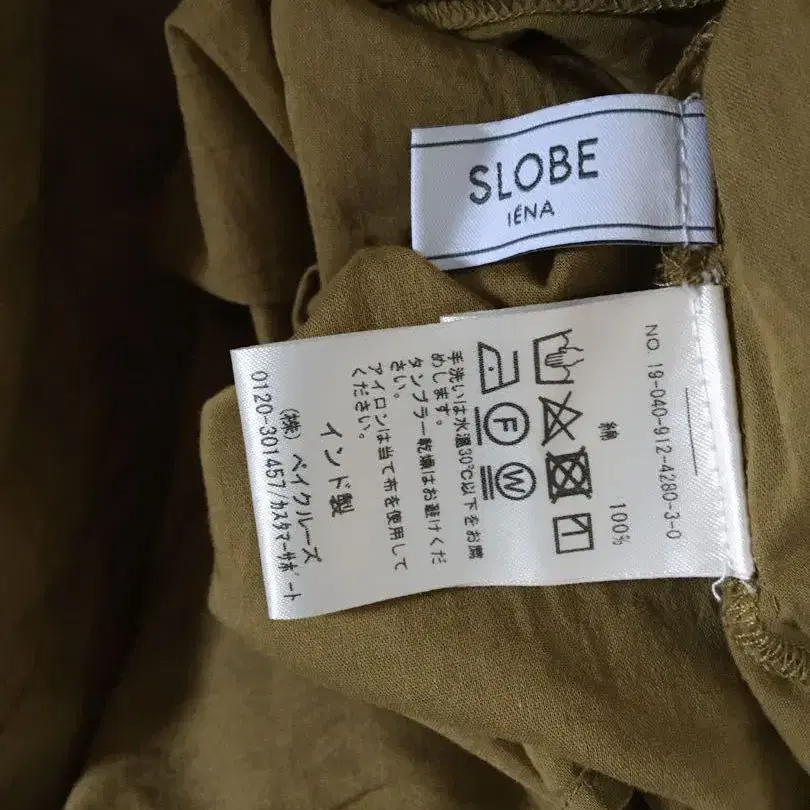 SLOBE
IÉNA
NO. 19-040-912-4280-3-0
綿 100%
F W
手洗いは水温30℃以下をお薦
めします。
タンブラー乾燥はお避けくだ
さい。
アイロンは当て布を使用して
ください。
インド製
(株) ベイクルーズ
0120-301457/カスタマーサポート